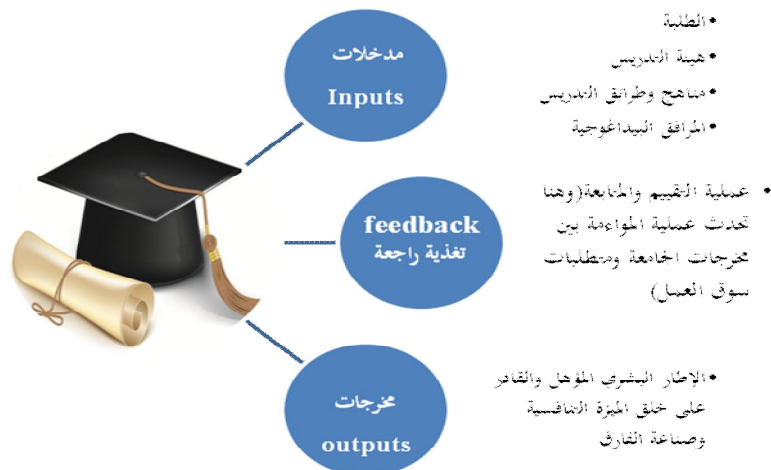 مدخلات
Inputs
•الطلبة
•هيئة التدريس
•مناهج وطرائق التدريس
•المرافق البيداغوجية
feedback
تغذية راجعة
• عملية التقييم والمتابعة(وهنا
تحدث عملية المواءمة بين
مخرجات الجامعة ومتطلبات
سوق العمل)
مخرجات
outputs
•الإطار البشري المؤهل والقادر
على خلق الميزة التنافسية
وصناعة الفارق